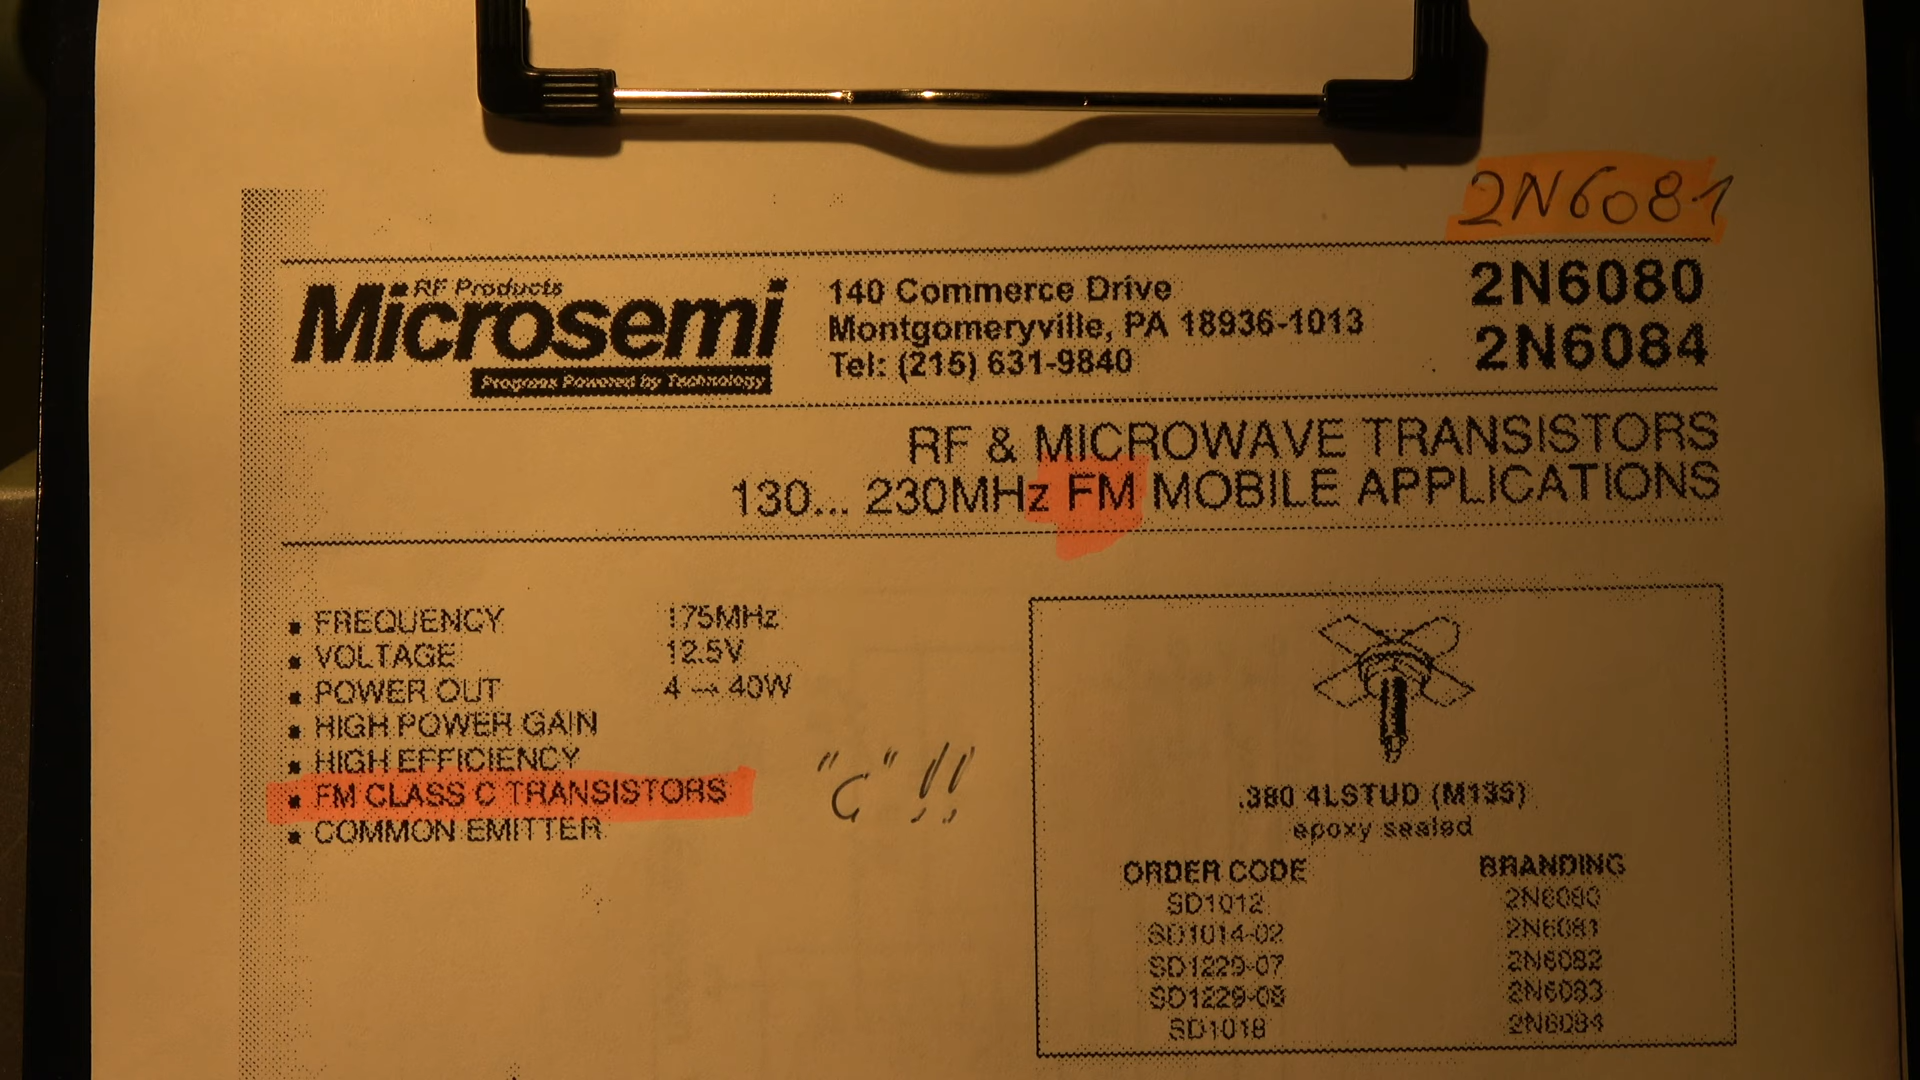 2N6081
RF Products
Microsemi
Progress Powered by Technology
140 Commerce Drive
Montgomeryville, PA 18936-1013
Tel: (215) 631-9840
2N6080
2N6084
RF & MICROWAVE TRANSISTORS
130... 230MHz FM MOBILE APPLICATIONS
▪ FREQUENCY 175MHz
▪ VOLTAGE 12.5V
▪ POWER OUT 4 → 40W
▪ HIGH POWER GAIN
▪ HIGH EFFICIENCY
▪ FM CLASS C TRANSISTORS
▪ COMMON EMITTER
"C" !!
.380 4LSTUD (M135)
epoxy sealed
ORDER CODE BRANDING
SD1012 2N6080
SD1014-02 2N6081
SD1229-07 2N6082
SD1229-08 2N6083
SD1018 2N6084